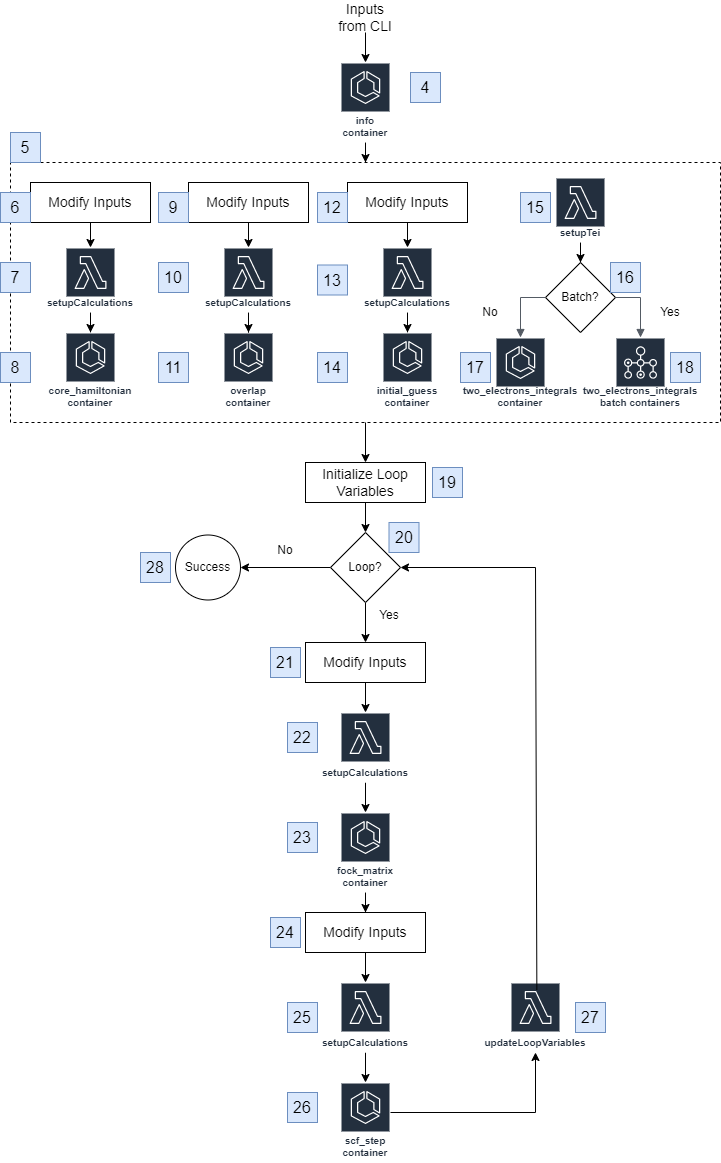 Inputs
from CLI
4
info
container
5
6
Modify Inputs
9
Modify Inputs
12
Modify Inputs
15
setupTei
7
setupCalculations
10
setupCalculations
13
setupCalculations
16
Batch?
No
Yes
8
core_hamiltonian
container
11
overlap
container
14
initial_guess
container
17
two_electrons_integrals
container
18
two_electrons_integrals
batch containers
Initialize Loop
Variables
19
20
Loop?
No
28
Success
Yes
21
Modify Inputs
22
setupCalculations
23
fock_matrix
container
24
Modify Inputs
25
setupCalculations
27
updateLoopVariables
26
scf_step
container